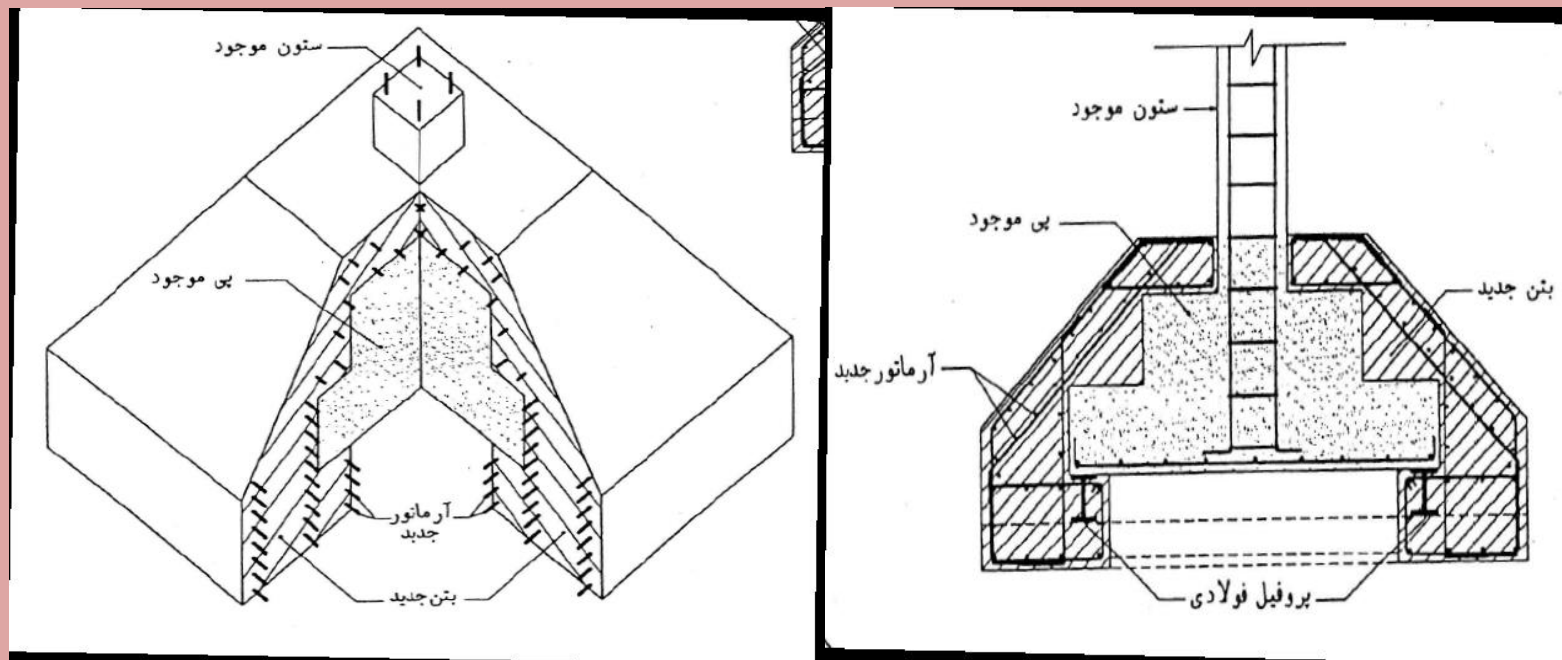 ستون موجود
پی موجود
آرماتور
جدید
بتن جدید
ستون موجود
پی موجود
بتن جدید
آرماتور جدید
پروفیل فولادی